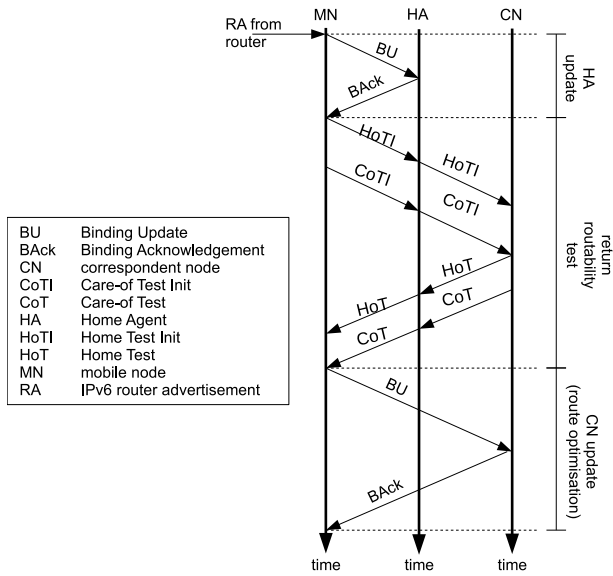 MN HA CN
RA from
router
BU
BAck
HA
update
HoTI
HoTI
CoTI
CoTI
return
routability
test
HoT
HoT
CoT
CoT
BU Binding Update
BAck Binding Acknowledgement
CN correspondent node
CoTI Care-of Test Init
CoT Care-of Test
HA Home Agent
HoTI Home Test Init
HoT Home Test
MN mobile node
RA IPv6 router advertisement
BU
BAck
CN update
(route optimisation)
time time time